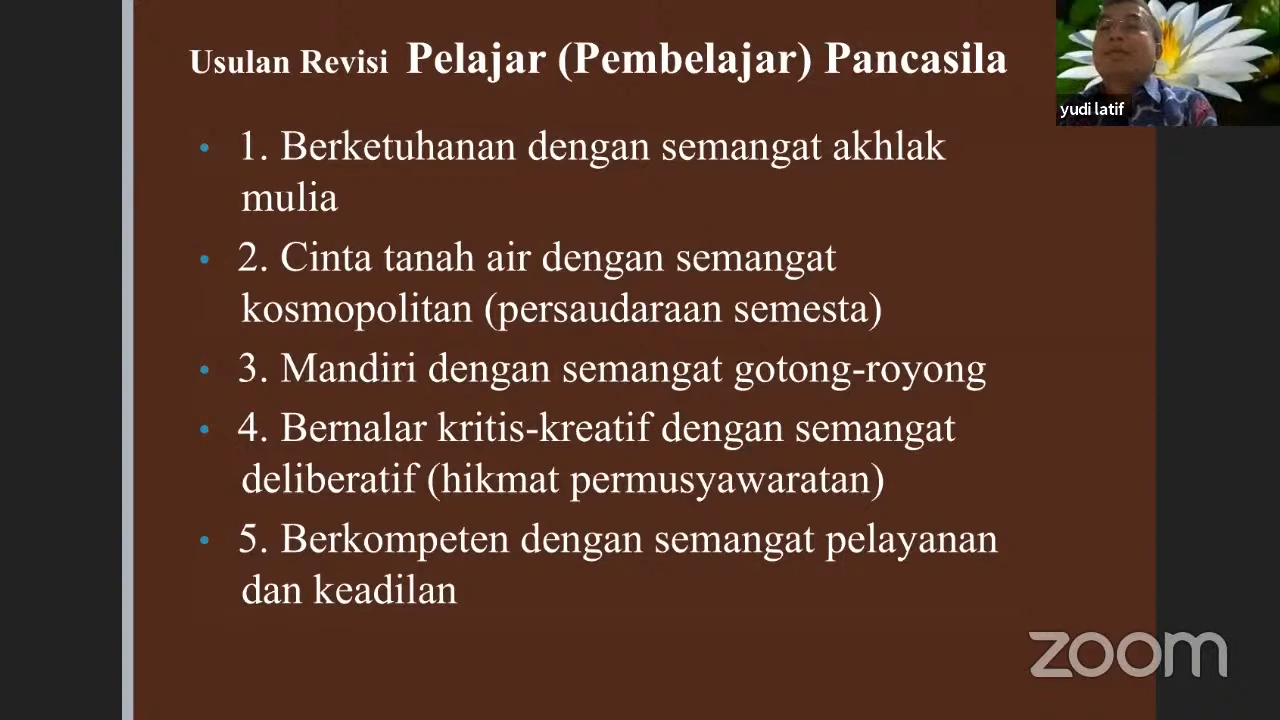 Usulan Revisi Pelajar (Pembelajar) Pancasila
yudi latif
• 1. Berketuhanan dengan semangat akhlak
mulia
• 2. Cinta tanah air dengan semangat
kosmopolitan (persaudaraan semesta)
• 3. Mandiri dengan semangat gotong-royong
• 4. Bernalar kritis-kreatif dengan semangat
deliberatif (hikmat permusyawaratan)
• 5. Berkompeten dengan semangat pelayanan
dan keadilan
zoom